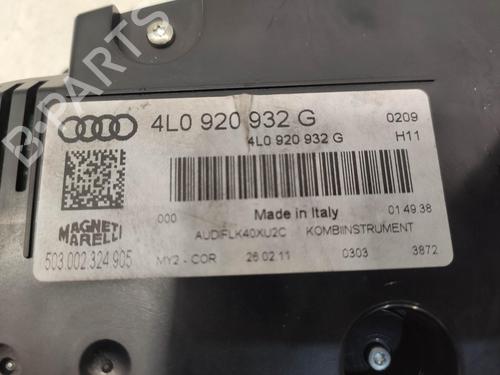 4L0 920 932 G
0209
4L0 920 932 G
H11
000
Made in Italy
01 49.38
MAGNETI MARELLI
AUDIFLK40XU2C KOMBIINSTRUMENT
503.002.324.905
MY2 - COR 26.02.11 0303 3872
B-PARTS